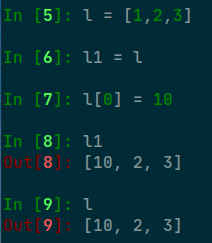 In [5]: l = [1,2,3]
In [6]: l1 = l
In [7]: l[0] = 10
In [8]: l1
Out[8]: [10, 2, 3]
In [9]: l
Out[9]: [10, 2, 3]